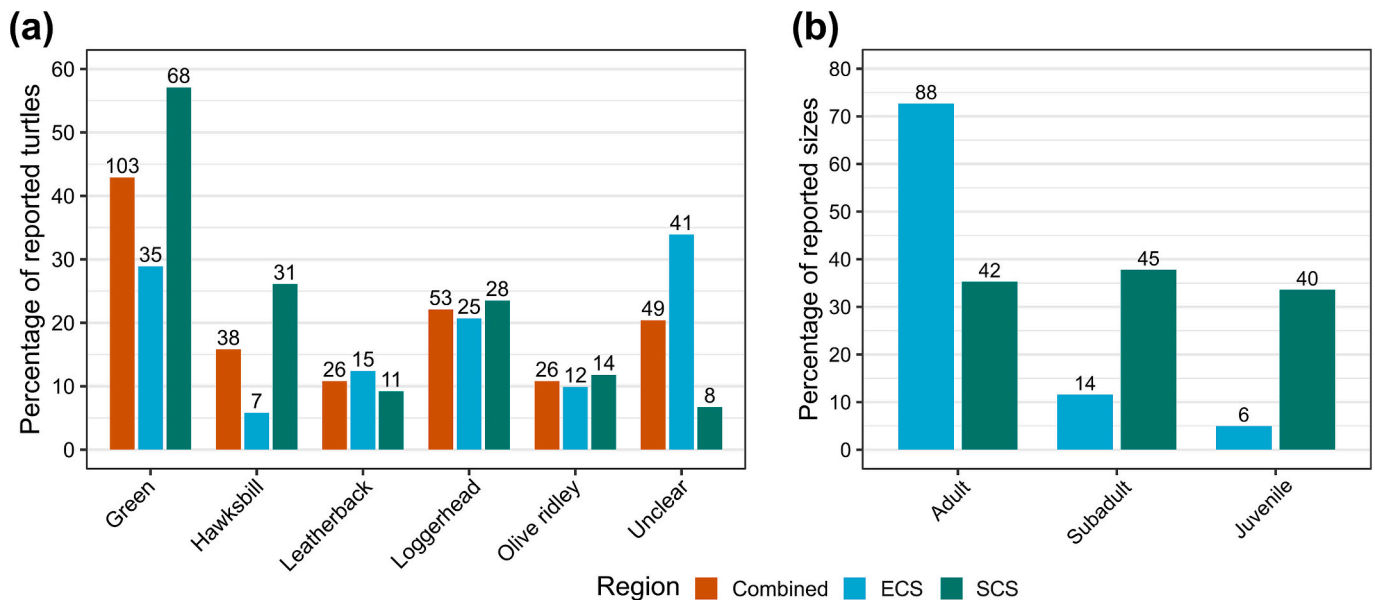 (a)
Percentage of reported turtles
60
50
40
30
20
10
0
103
35
68
38
7
31
26
15
11
53
25
28
26
12
14
49
41
8
Green
Hawksbill
Leatherback
Loggerhead
Olive ridley
Unclear
(b)
Percentage of reported sizes
80
70
60
50
40
30
20
10
0
88
42
14
45
6
40
Adult
Subadult
Juvenile
Region Combined ECS SCS